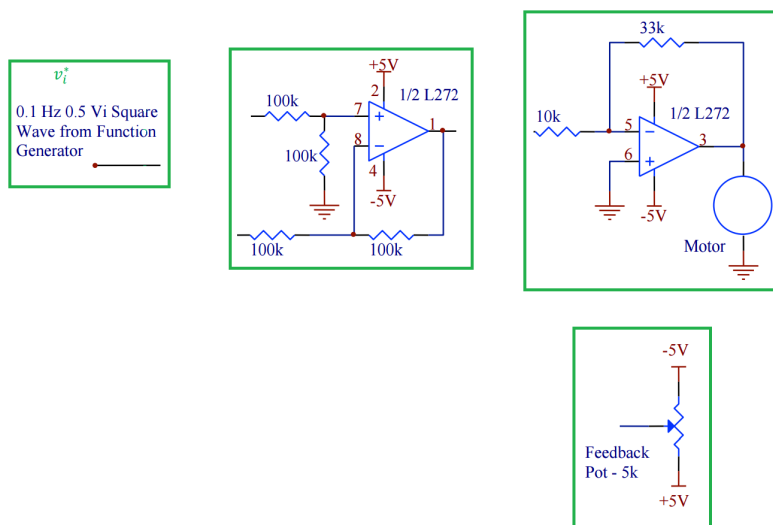 v_i^*
0.1 Hz 0.5 Vi Square
Wave from Function
Generator
+5V
2
1/2 L272
100k
7
+
1
100k
8
−
4
-5V
100k
100k
33k
+5V
1/2 L272
10k
5
−
3
6
+
-5V
Motor
-5V
Feedback
Pot - 5k
+5V